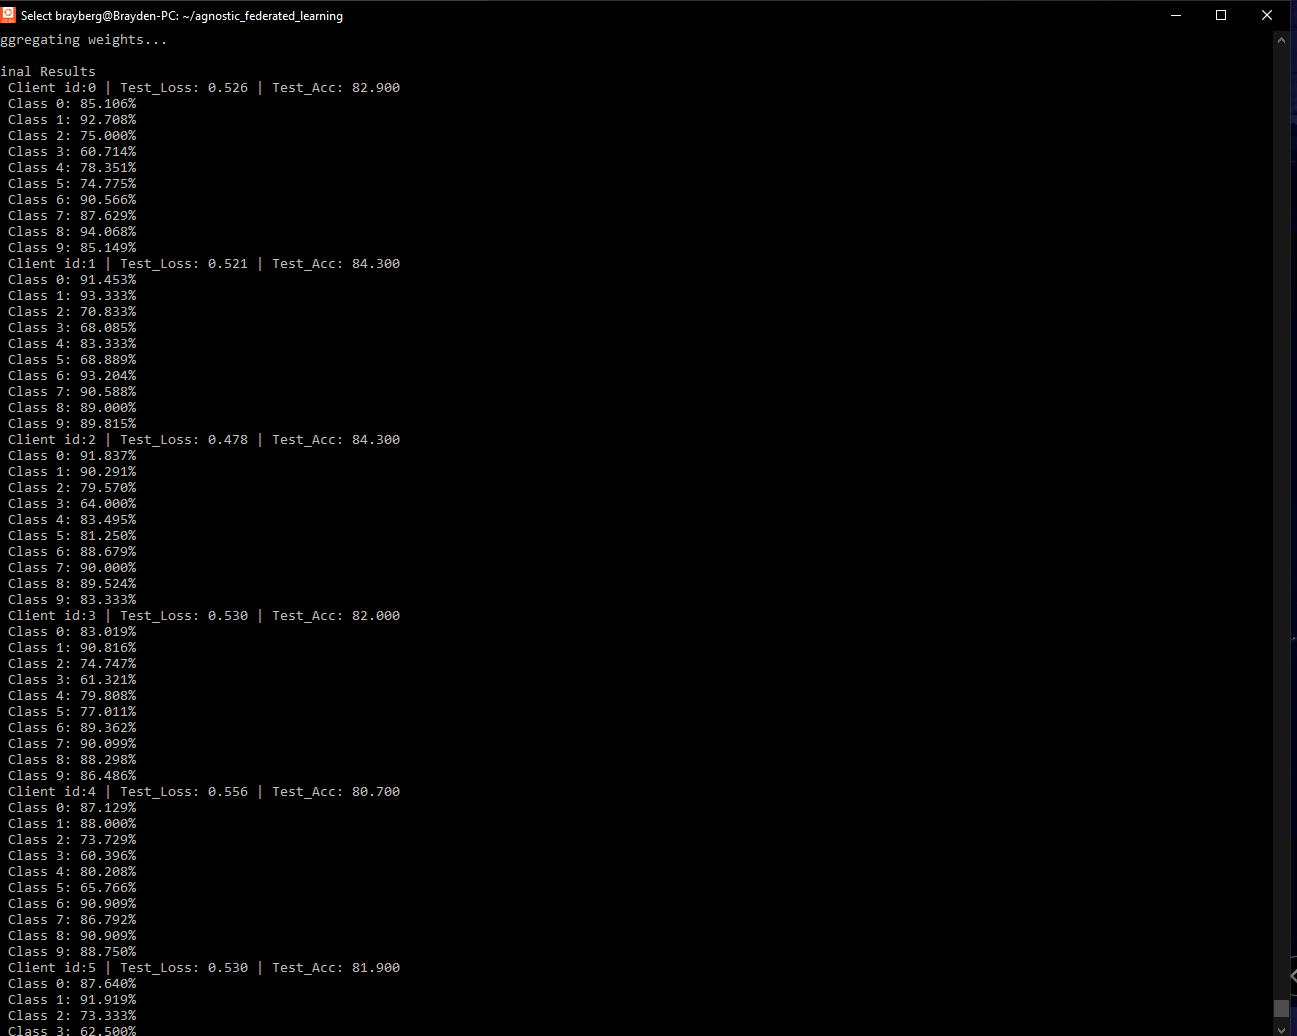 Select brayberg@Brayden-PC: ~/agnostic_federated_learning
ggregating weights...
inal Results
Client id:0 | Test_Loss: 0.526 | Test_Acc: 82.900
Class 0: 85.106%
Class 1: 92.708%
Class 2: 75.000%
Class 3: 60.714%
Class 4: 78.351%
Class 5: 74.775%
Class 6: 90.566%
Class 7: 87.629%
Class 8: 94.068%
Class 9: 85.149%
Client id:1 | Test_Loss: 0.521 | Test_Acc: 84.300
Class 0: 91.453%
Class 1: 93.333%
Class 2: 70.833%
Class 3: 68.085%
Class 4: 83.333%
Class 5: 68.889%
Class 6: 93.204%
Class 7: 90.588%
Class 8: 89.000%
Class 9: 89.815%
Client id:2 | Test_Loss: 0.478 | Test_Acc: 84.300
Class 0: 91.837%
Class 1: 90.291%
Class 2: 79.570%
Class 3: 64.000%
Class 4: 83.495%
Class 5: 81.250%
Class 6: 88.679%
Class 7: 90.000%
Class 8: 89.524%
Class 9: 83.333%
Client id:3 | Test_Loss: 0.530 | Test_Acc: 82.000
Class 0: 83.019%
Class 1: 90.816%
Class 2: 74.747%
Class 3: 61.321%
Class 4: 79.808%
Class 5: 77.011%
Class 6: 89.362%
Class 7: 90.099%
Class 8: 88.298%
Class 9: 86.486%
Client id:4 | Test_Loss: 0.556 | Test_Acc: 80.700
Class 0: 87.129%
Class 1: 88.000%
Class 2: 73.729%
Class 3: 60.396%
Class 4: 80.208%
Class 5: 65.766%
Class 6: 90.909%
Class 7: 86.792%
Class 8: 90.909%
Class 9: 88.750%
Client id:5 | Test_Loss: 0.530 | Test_Acc: 81.900
Class 0: 87.640%
Class 1: 91.919%
Class 2: 73.333%
Class 3: 62.500%